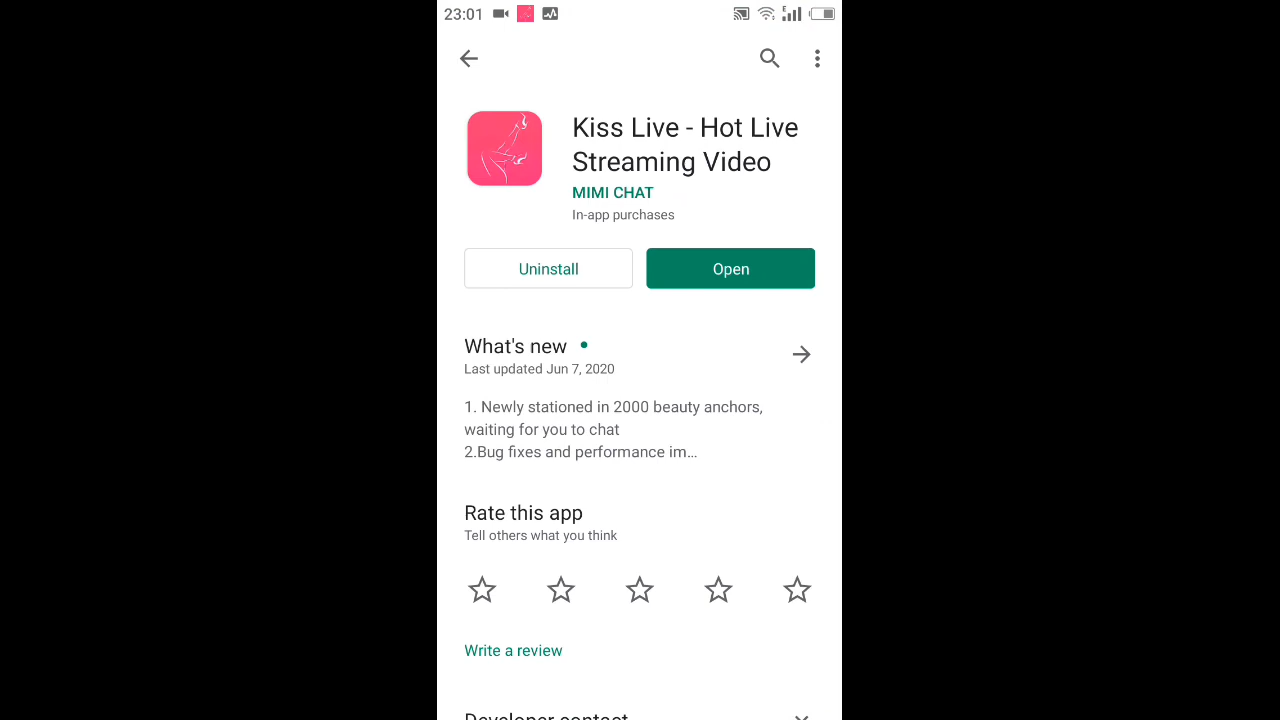 23:01
E
Kiss Live - Hot Live
Streaming Video
MIMI CHAT
In-app purchases
Uninstall
Open
What's new
Last updated Jun 7, 2020
1. Newly stationed in 2000 beauty anchors,
waiting for you to chat
2.Bug fixes and performance im…
Rate this app
Tell others what you think
Write a review
Developer contact